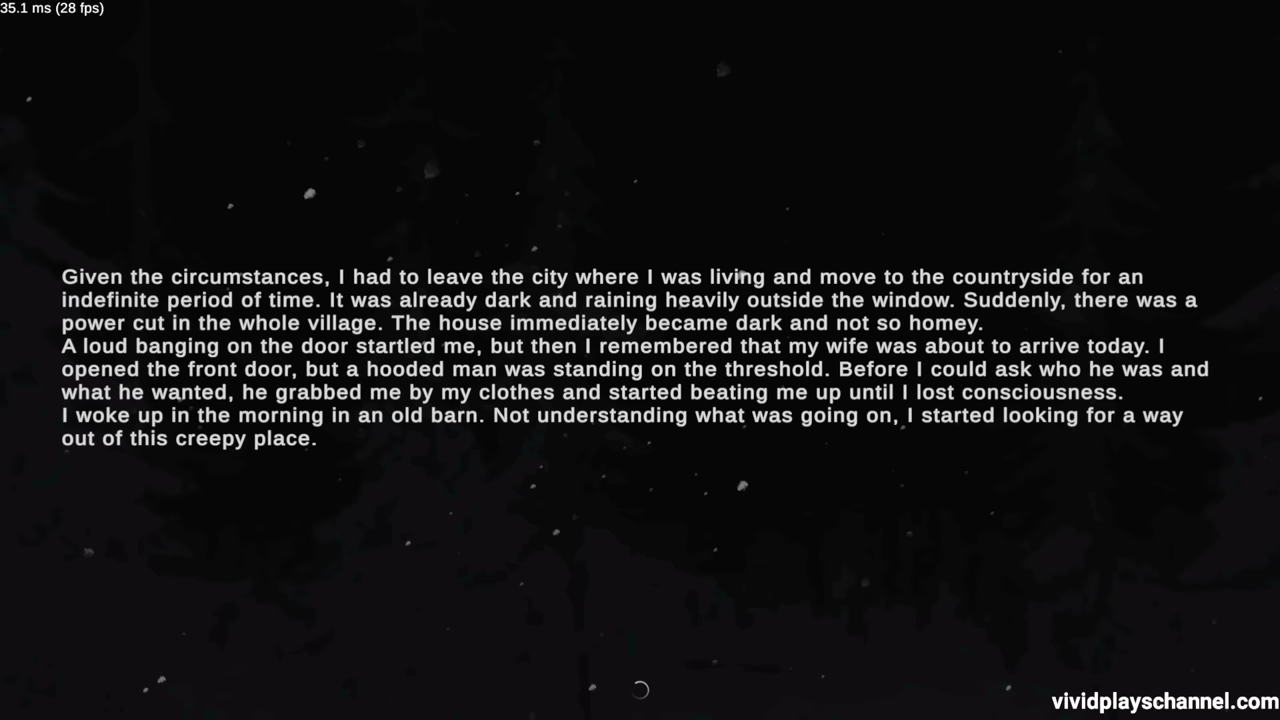 35.1 ms (28 fps)
Given the circumstances, I had to leave the city where I was living and move to the countryside for an
indefinite period of time. It was already dark and raining heavily outside the window. Suddenly, there was a
power cut in the whole village. The house immediately became dark and not so homey.
A loud banging on the door startled me, but then I remembered that my wife was about to arrive today. I
opened the front door, but a hooded man was standing on the threshold. Before I could ask who he was and
what he wanted, he grabbed me by my clothes and started beating me up until I lost consciousness.
I woke up in the morning in an old barn. Not understanding what was going on, I started looking for a way
out of this creepy place.
vividplayschannel.com